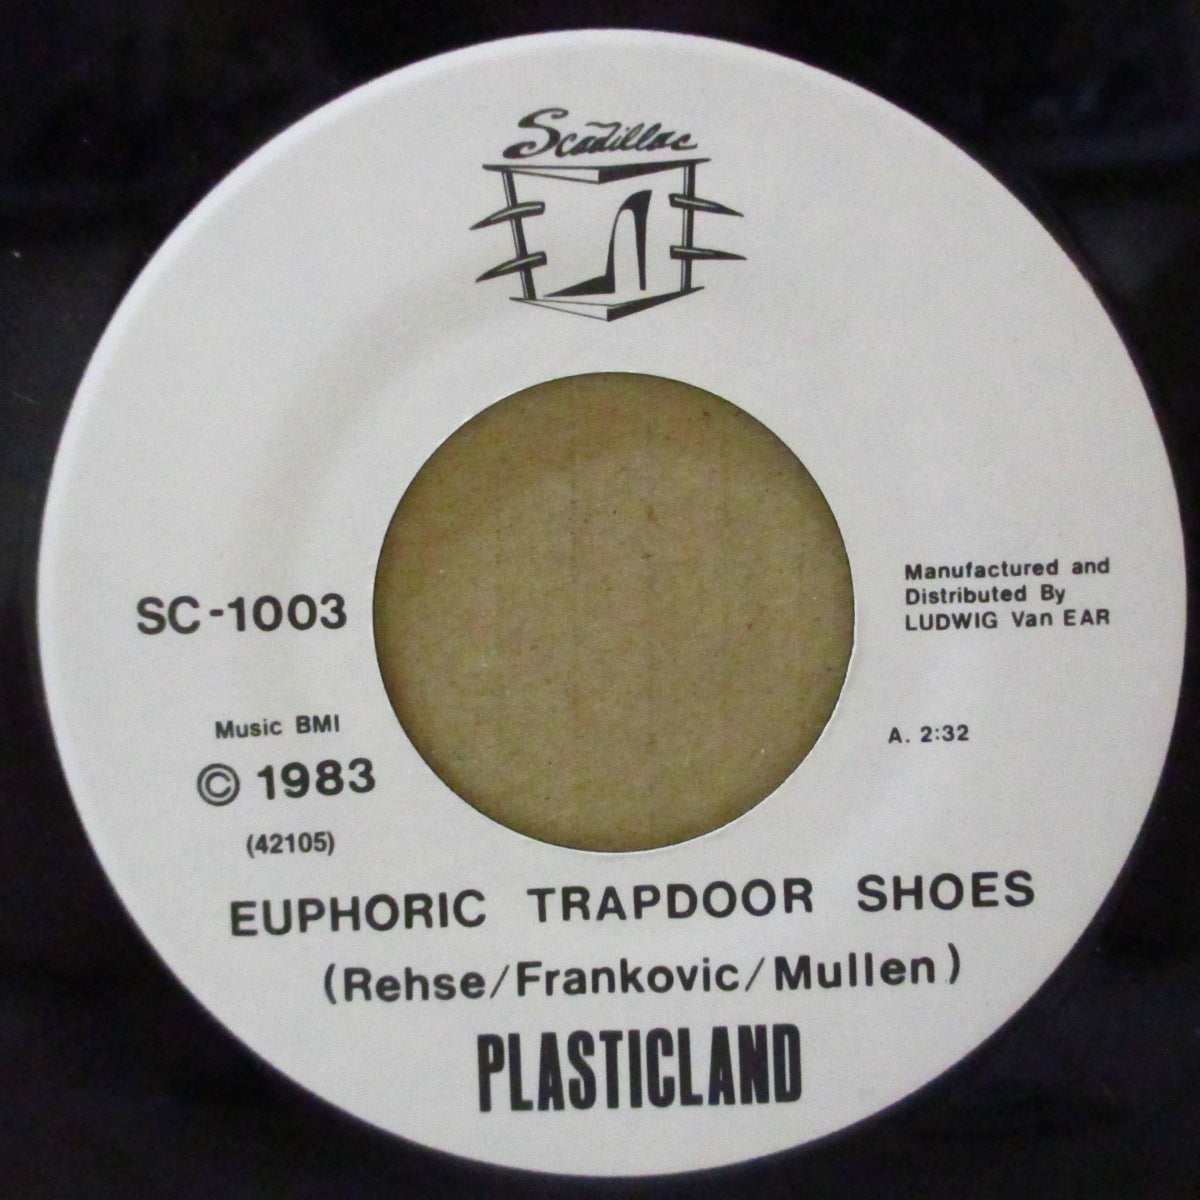 Scadillac
SC-1003
Manufactured and
Distributed By
LUDWIG Van EAR
Music BMI
© 1983
(42105)
A. 2:32
EUPHORIC TRAPDOOR SHOES
(Rehse/Frankovic/Mullen)
PLASTICLAND